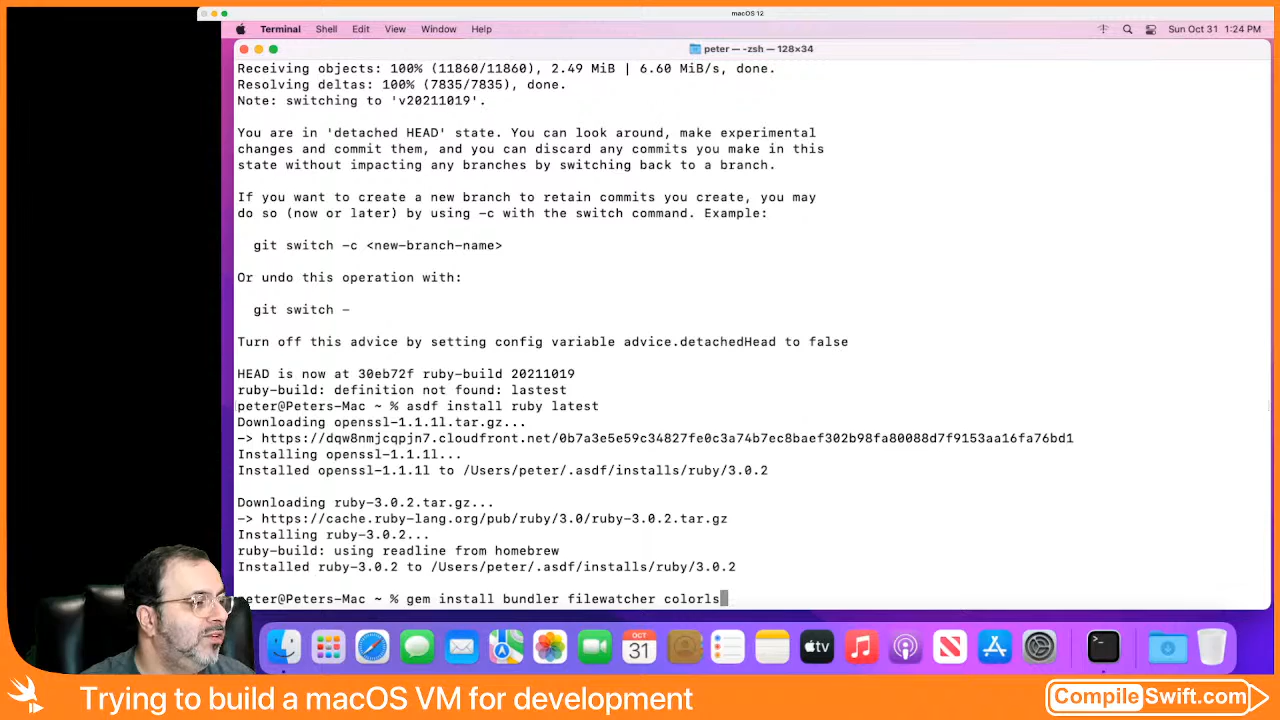 macOS 12
Terminal Shell Edit View Window Help Sun Oct 31 1:24 PM
peter — -zsh — 128×34
Receiving objects: 100% (11860/11860), 2.49 MiB | 6.60 MiB/s, done.
Resolving deltas: 100% (7835/7835), done.
Note: switching to 'v20211019'.
You are in 'detached HEAD' state. You can look around, make experimental
changes and commit them, and you can discard any commits you make in this
state without impacting any branches by switching back to a branch.
If you want to create a new branch to retain commits you create, you may
do so (now or later) by using -c with the switch command. Example:
git switch -c <new-branch-name>
Or undo this operation with:
git switch -
Turn off this advice by setting config variable advice.detachedHead to false
HEAD is now at 30eb72f ruby-build 20211019
ruby-build: definition not found: lastest
peter@Peters-Mac ~ % asdf install ruby latest
Downloading openssl-1.1.1l.tar.gz...
-> https://dqw8nmjcqpjn7.cloudfront.net/0b7a3e5e59c34827fe0c3a74b7ec8baef302b98fa80088d7f9153aa16fa76bd1
Installing openssl-1.1.1l...
Installed openssl-1.1.1l to /Users/peter/.asdf/installs/ruby/3.0.2
Downloading ruby-3.0.2.tar.gz...
-> https://cache.ruby-lang.org/pub/ruby/3.0/ruby-3.0.2.tar.gz
Installing ruby-3.0.2...
ruby-build: using readline from homebrew
Installed ruby-3.0.2 to /Users/peter/.asdf/installs/ruby/3.0.2
eter@Peters-Mac ~ % gem install bundler filewatcher colorls
OCT
31
tv
Trying to build a macOS VM for development
CompileSwift.com